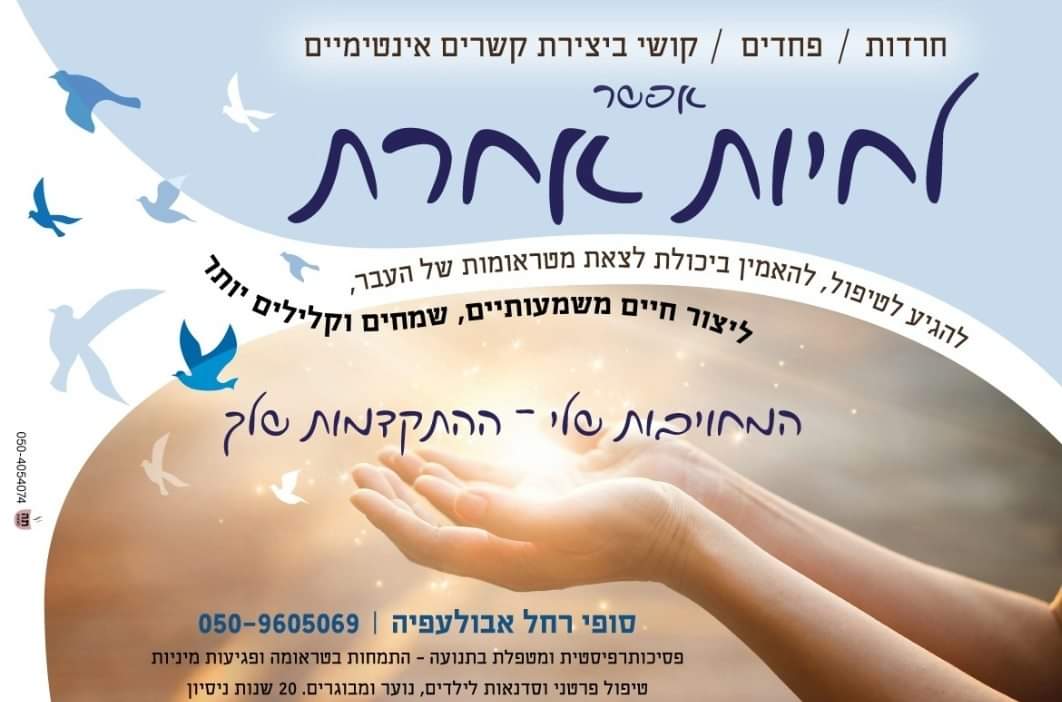 חרדות / פחדים / קושי ביצירת קשרים אינטימיים
אפשר
לחיות אחרת
להגיע לטיפול, להאמין ביכולת לצאת מטראומות של העבר,
ליצור חיים משמעותיים, שמחים וקלילים יותר
המחויבות שלי - ההתקדמות שלך
סופי רחל אבולעפיה | 050-9605069
פסיכותרפיסטית ומטפלת בתנועה - התמחות בטראומה ופגיעות מיניות
טיפול פרטני וסדנאות לילדים, נוער ומבוגרים. 20 שנות ניסיון
050-4054074